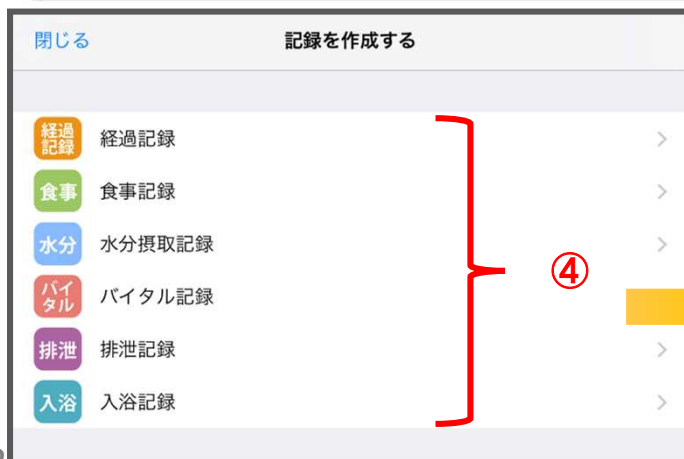 閉じる 記録を作成する
経過記録 経過記録
食事 食事記録
水分 水分摂取記録
バイタル バイタル記録
④
排泄 排泄記録
入浴 入浴記録